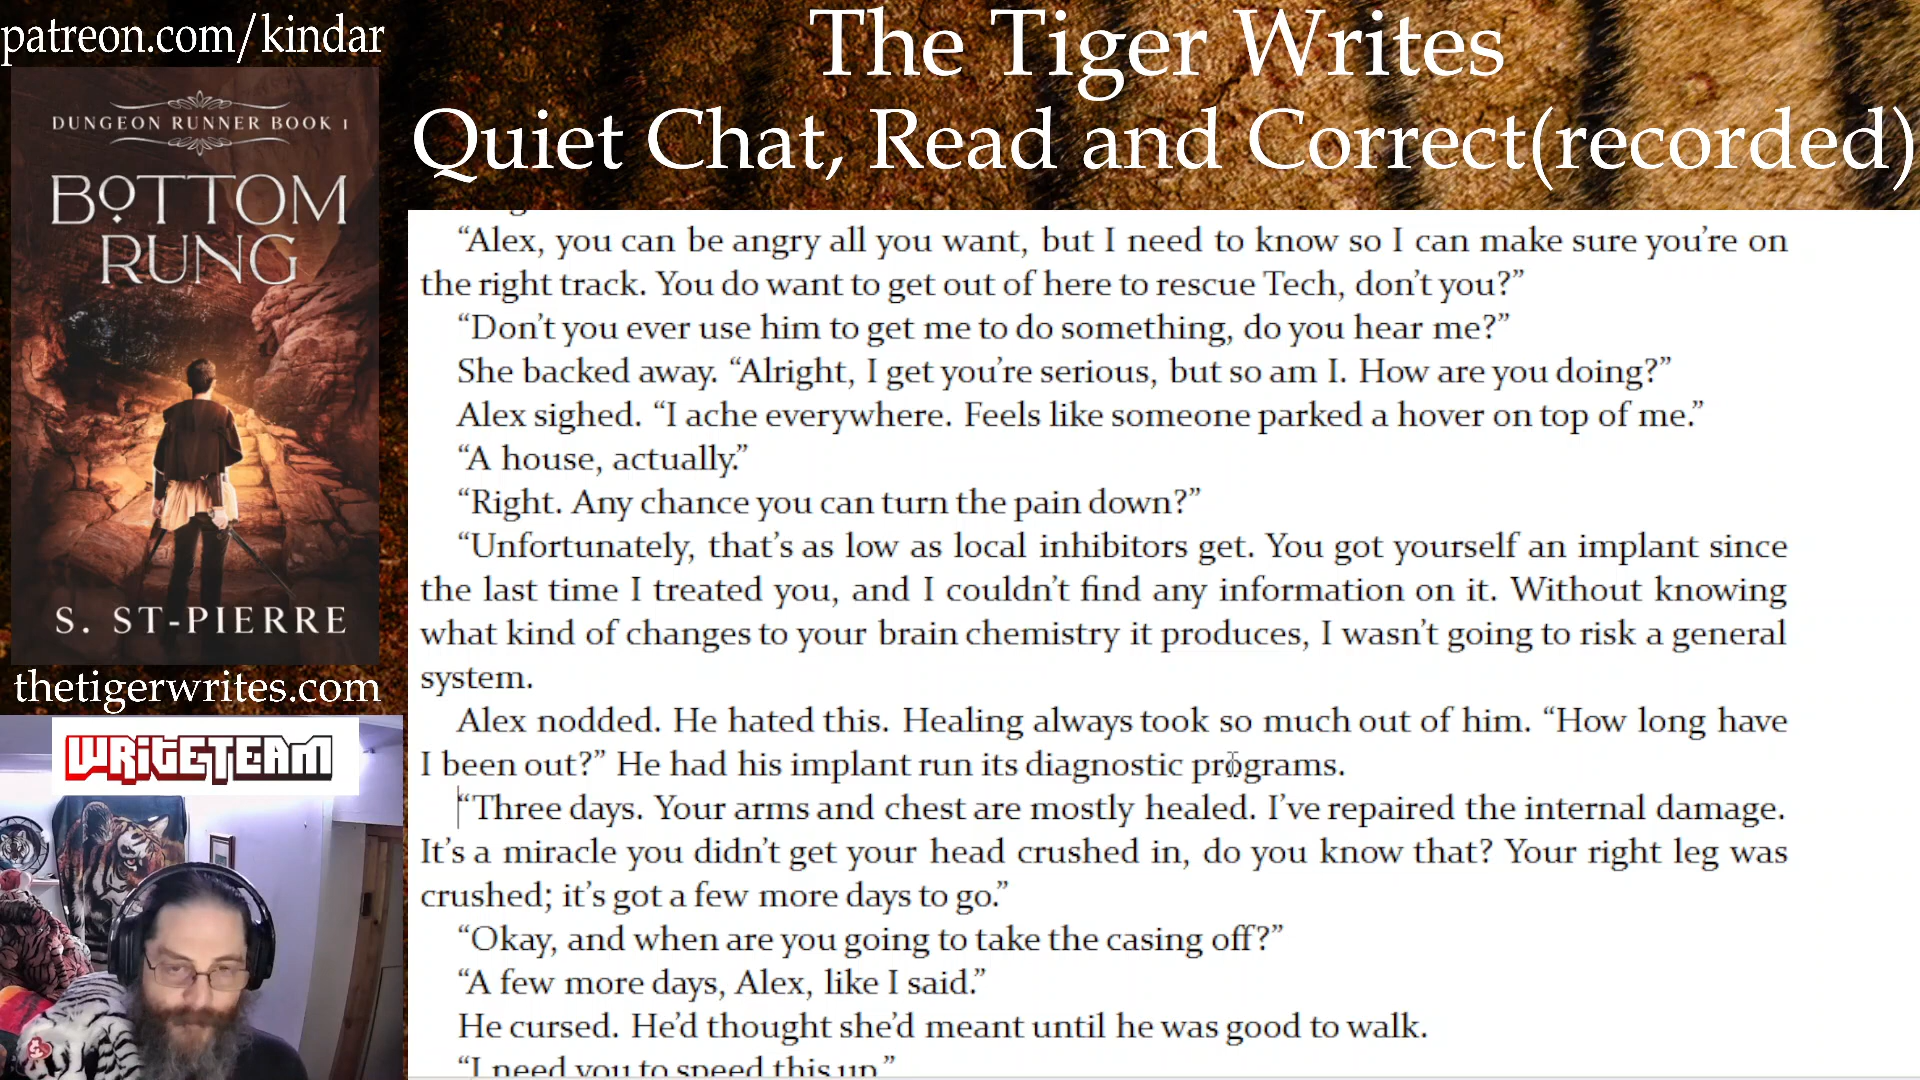 patreon.com/kindar
DUNGEON RUNNER BOOK 1
BOTTOM
RUNG
S. ST-PIERRE
thetigerwrites.com
WRITETEAM
The Tiger Writes
Quiet Chat, Read and Correct(recorded)
“Alex, you can be angry all you want, but I need to know so I can make sure you’re on
the right track. You do want to get out of here to rescue Tech, don’t you?”
“Don’t you ever use him to get me to do something, do you hear me?”
She backed away. “Alright, I get you’re serious, but so am I. How are you doing?”
Alex sighed. “I ache everywhere. Feels like someone parked a hover on top of me.”
“A house, actually.”
“Right. Any chance you can turn the pain down?”
“Unfortunately, that’s as low as local inhibitors get. You got yourself an implant since
the last time I treated you, and I couldn’t find any information on it. Without knowing
what kind of changes to your brain chemistry it produces, I wasn’t going to risk a general
system.
Alex nodded. He hated this. Healing always took so much out of him. “How long have
I been out?” He had his implant run its diagnostic programs.
“Three days. Your arms and chest are mostly healed. I’ve repaired the internal damage.
It’s a miracle you didn’t get your head crushed in, do you know that? Your right leg was
crushed; it’s got a few more days to go.”
“Okay, and when are you going to take the casing off?”
“A few more days, Alex, like I said.”
He cursed. He’d thought she’d meant until he was good to walk.
“I need you to speed this up.”